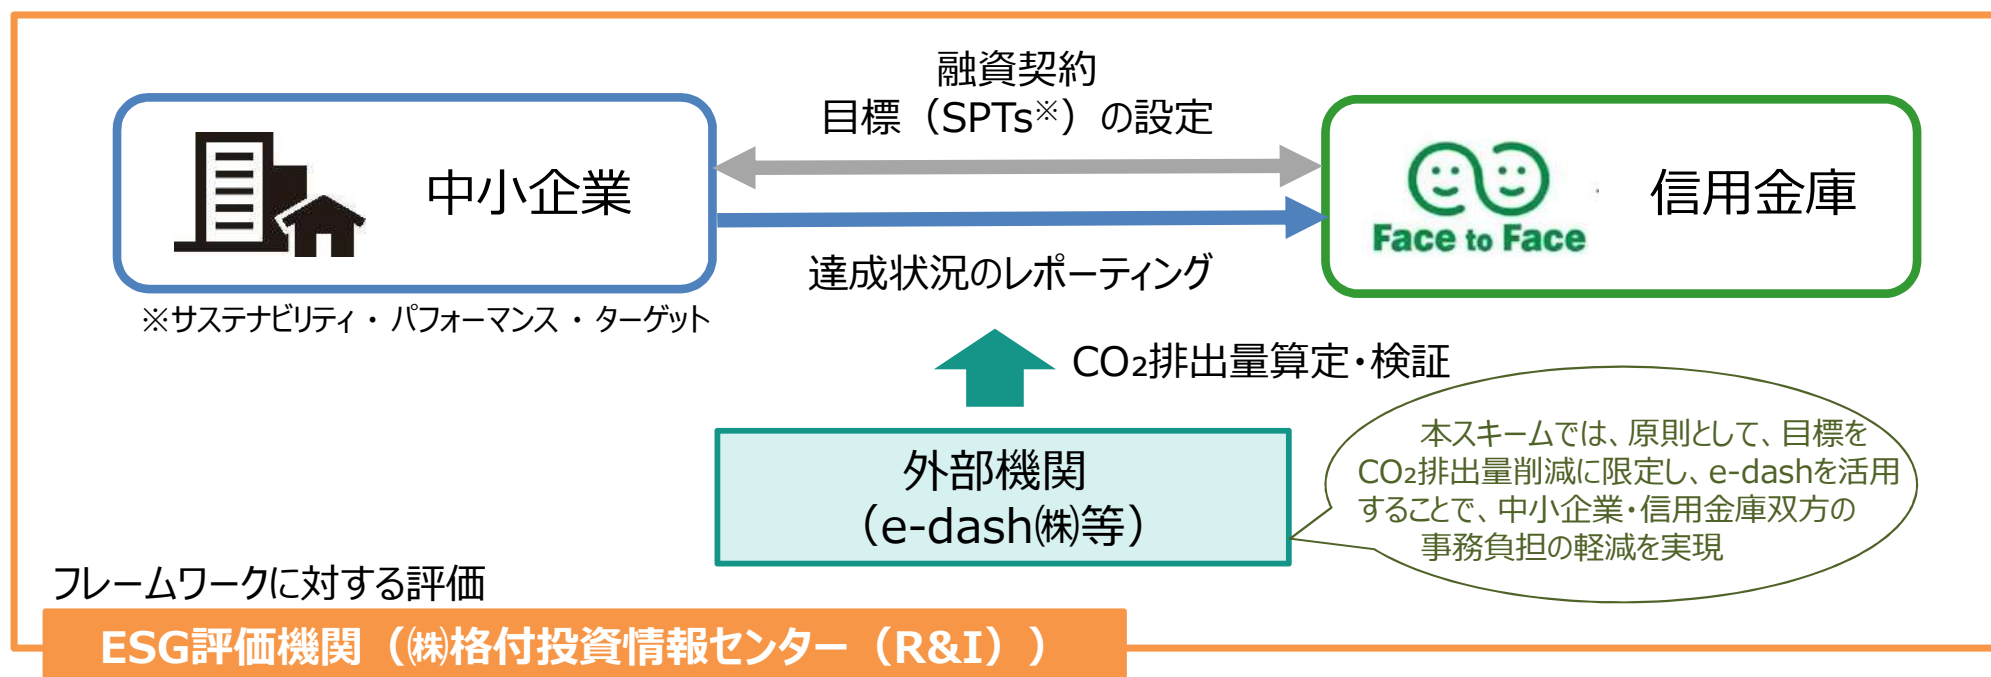 融資契約
目標（SPTs※）の設定
中小企業
Face to Face
信用金庫
達成状況のレポーティング
※サステナビリティ・パフォーマンス・ターゲット
CO₂排出量算定・検証
外部機関
（e-dash㈱等）
本スキームでは、原則として、目標を
CO₂排出量削減に限定し、e-dashを活用
することで、中小企業・信用金庫双方の
事務負担の軽減を実現
フレームワークに対する評価
ESG評価機関（㈱格付投資情報センター（R&I））